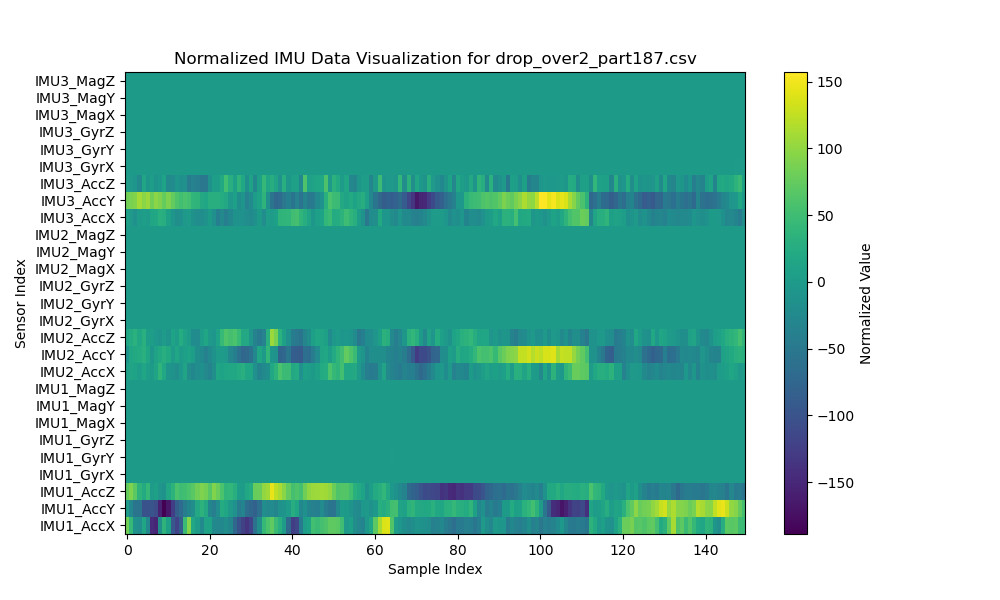 Normalized IMU Data Visualization for drop_over2_part187.csv
IMU3_MagZ
IMU3_MagY
IMU3_MagX
IMU3_GyrZ
IMU3_GyrY
IMU3_GyrX
IMU3_AccZ
IMU3_AccY
IMU3_AccX
IMU2_MagZ
IMU2_MagY
IMU2_MagX
IMU2_GyrZ
IMU2_GyrY
IMU2_GyrX
IMU2_AccZ
IMU2_AccY
IMU2_AccX
IMU1_MagZ
IMU1_MagY
IMU1_MagX
IMU1_GyrZ
IMU1_GyrY
IMU1_GyrX
IMU1_AccZ
IMU1_AccY
IMU1_AccX
Sensor Index
0 20 40 60 80 100 120 140
Sample Index
150
100
50
0
−50
−100
−150
Normalized Value